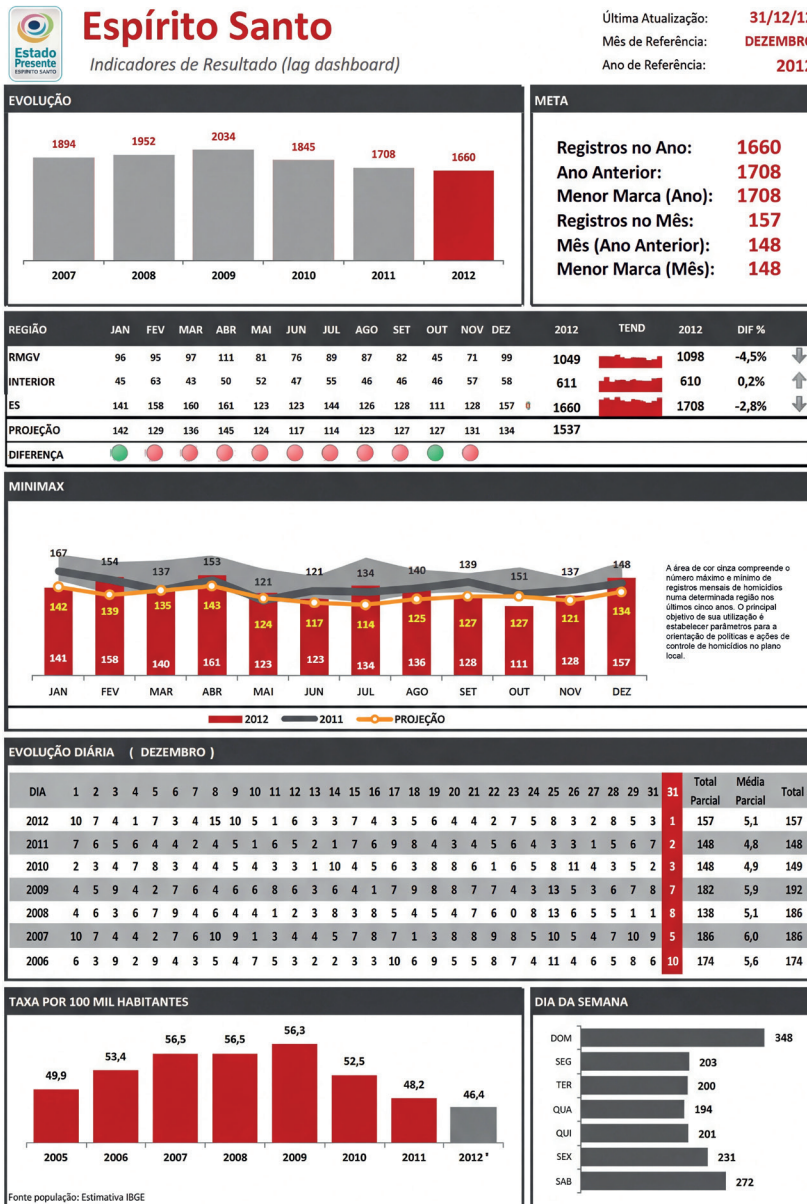 Estado
Presente
ESPÍRITO SANTO
Espírito Santo
Indicadores de Resultado (lag dashboard)
Última Atualização: 31/12/12
Mês de Referência: DEZEMBRO
Ano de Referência: 2012
EVOLUÇÃO
1894 1952 2034 1845 1708 1660
2007 2008 2009 2010 2011 2012
META
Registros no Ano: 1660
Ano Anterior: 1708
Menor Marca (Ano): 1708
Registros no Mês: 157
Mês (Ano Anterior): 148
Menor Marca (Mês): 148
REGIÃO JAN FEV MAR ABR MAI JUN JUL AGO SET OUT NOV DEZ 2012 TEND 2012 DIF %
RMGV 96 95 97 111 81 76 89 87 82 45 71 99 1049 1098 -4,5%
INTERIOR 45 63 43 50 52 47 55 46 46 46 57 58 611 610 0,2%
ES 141 158 160 161 123 123 144 126 128 111 128 157 1660 1708 -2,8%
PROJEÇÃO 142 129 136 145 124 117 114 123 127 127 131 134 1537
DIFERENÇA
MINIMAX
167 154 137 153 121 121 134 140 139 151 137 148
142 139 135 143 124 117 114 125 127 127 121 134
141 158 140 161 123 123 134 136 128 111 128 157
JAN FEV MAR ABR MAI JUN JUL AGO SET OUT NOV DEZ
2012 2011 PROJEÇÃO
A área de cor cinza compreende o
número máximo e mínimo de
registros mensais de homicídios
numa determinada região nos
últimos cinco anos. O principal
objetivo de sua utilização é
estabelecer parâmetros para a
orientação de políticas e ações de
controle de homicídios no plano
local.
EVOLUÇÃO DIÁRIA ( DEZEMBRO )
DIA 1 2 3 4 5 6 7 8 9 10 11 12 13 14 15 16 17 18 19 20 21 22 23 24 25 26 27 28 29 31 31 Total Parcial Média Parcial Total
2012 10 7 4 1 7 3 4 15 10 5 1 6 3 3 7 4 3 5 6 4 4 2 7 5 8 3 2 8 5 3 1 157 5,1 157
2011 7 6 5 6 4 4 2 4 5 1 6 5 2 1 7 6 9 8 4 3 4 5 6 4 3 3 1 5 6 7 2 148 4,8 148
2010 2 3 4 7 8 3 4 4 5 4 3 3 1 10 4 5 6 3 8 8 6 1 6 5 8 11 4 3 5 2 3 148 4,9 149
2009 4 5 9 4 2 7 6 4 6 6 8 6 3 6 4 1 7 9 8 8 7 7 4 3 13 5 3 6 7 8 7 182 5,9 192
2008 4 6 3 6 7 9 4 6 4 4 1 2 3 8 3 8 5 4 5 4 7 6 0 8 13 6 5 5 1 1 8 138 5,1 186
2007 10 7 4 4 2 7 6 10 9 1 3 4 4 5 7 8 7 1 3 8 8 9 8 5 10 5 4 7 10 9 5 186 6,0 186
2006 6 3 9 2 9 4 3 5 4 7 5 3 2 2 3 3 10 6 9 5 5 8 7 4 11 4 6 5 8 6 10 174 5,6 174
TAXA POR 100 MIL HABITANTES
49,9 53,4 56,5 56,5 56,3 52,5 48,2 46,4
2005 2006 2007 2008 2009 2010 2011 2012 *
Fonte população: Estimativa IBGE
DIA DA SEMANA
DOM 348
SEG 203
TER 200
QUA 194
QUI 201
SEX 231
SAB 272